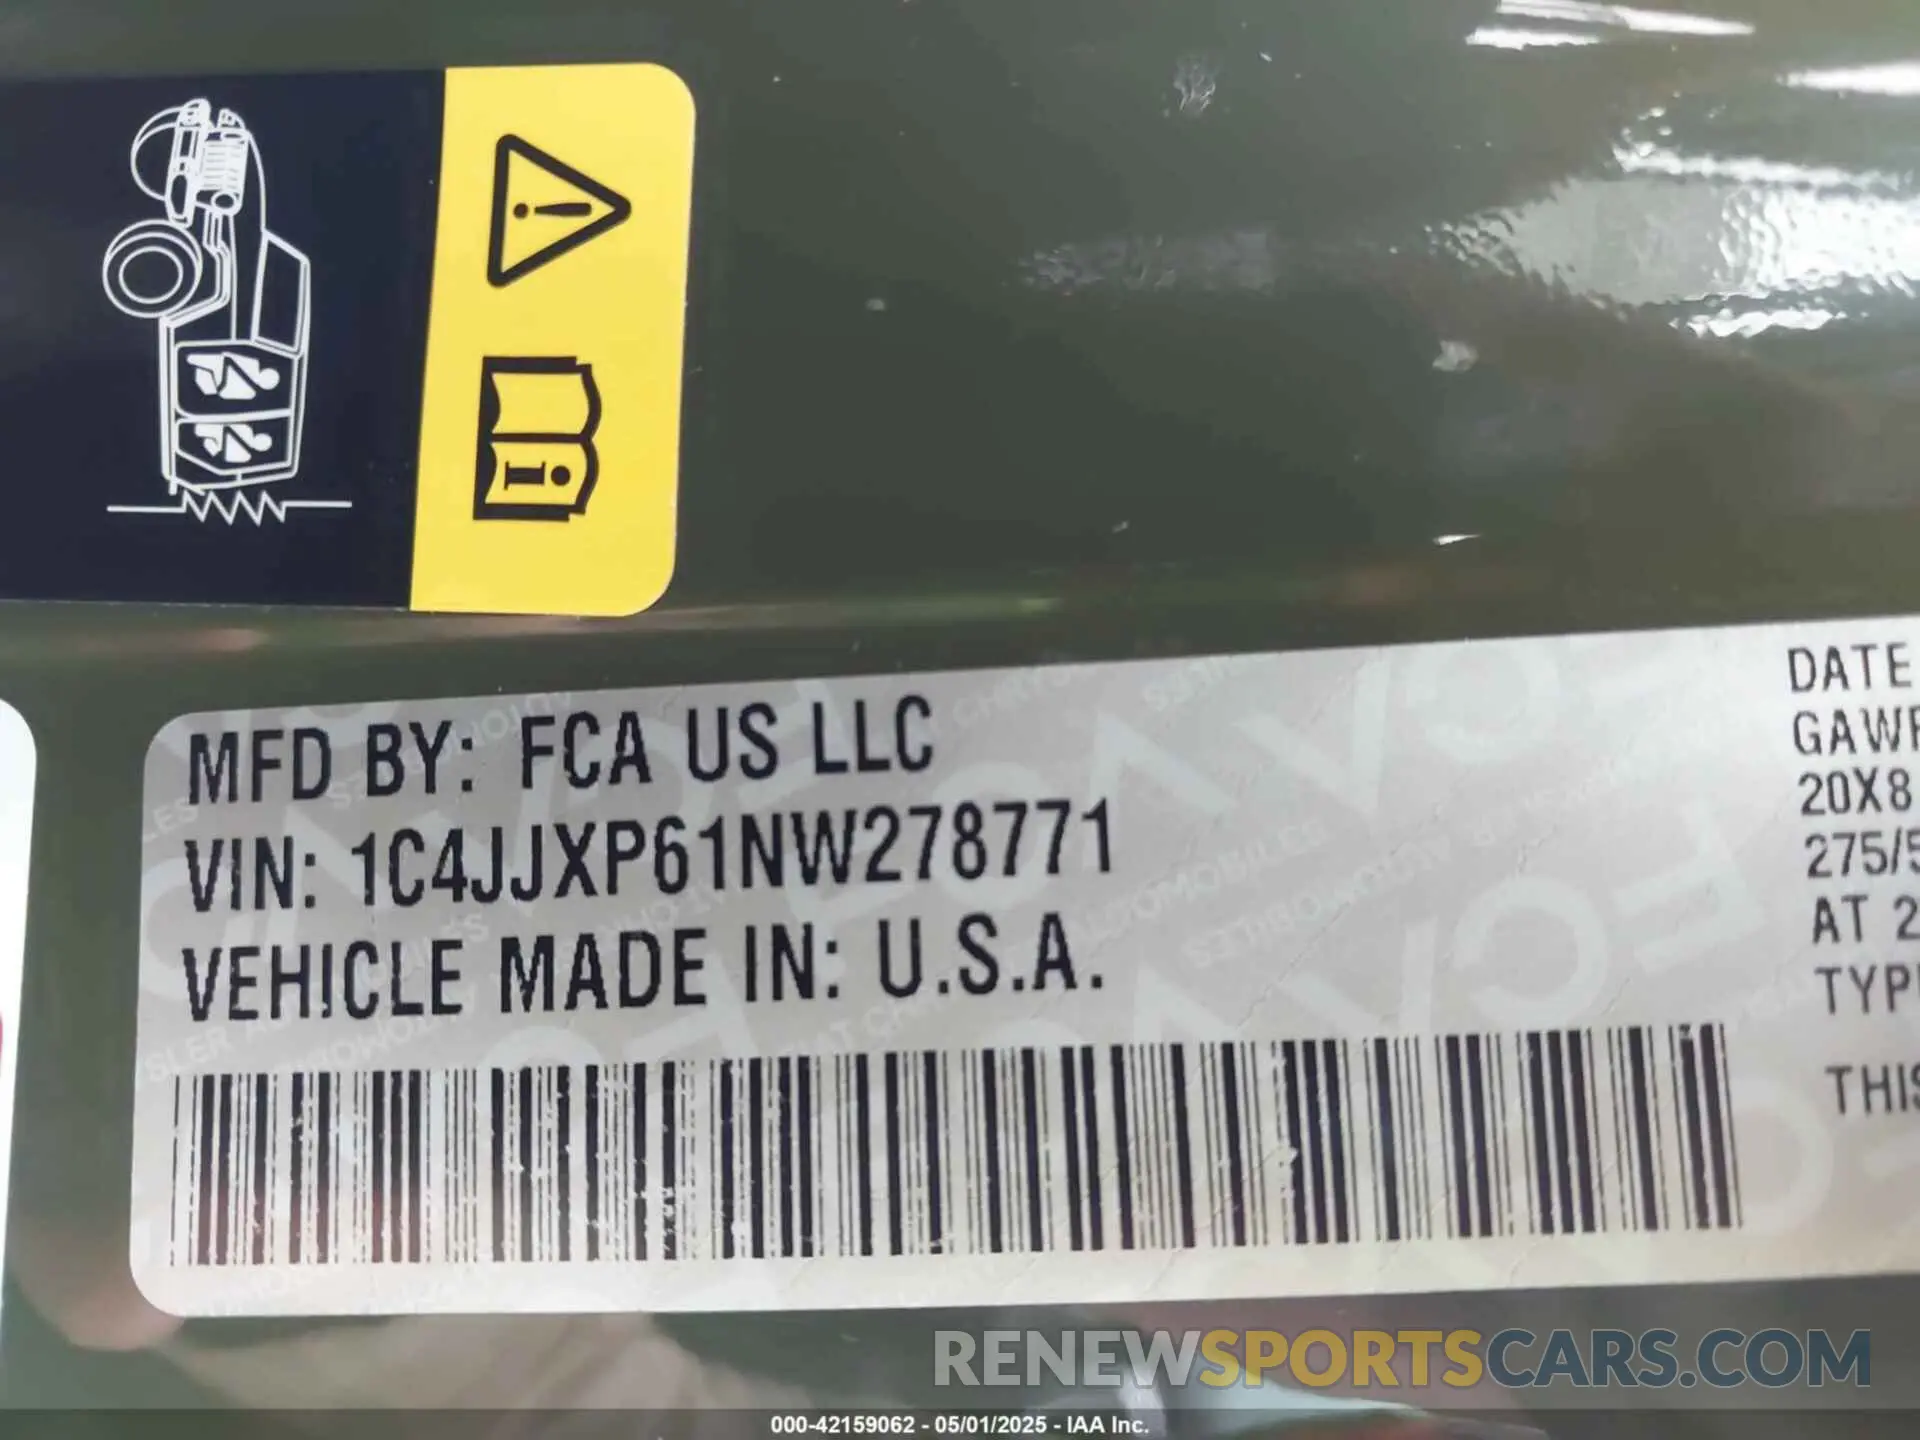 MFD BY: FCA US LLC
VIN: 1C4JJXP61NW278771
VEHICLE MADE IN: U.S.A.
DATE
GAWR
20X8
275/5
AT 2
TYP
THIS
RENEWSPORTSCARS.COM
000-42159062 - 05/01/2025 - IAA Inc.